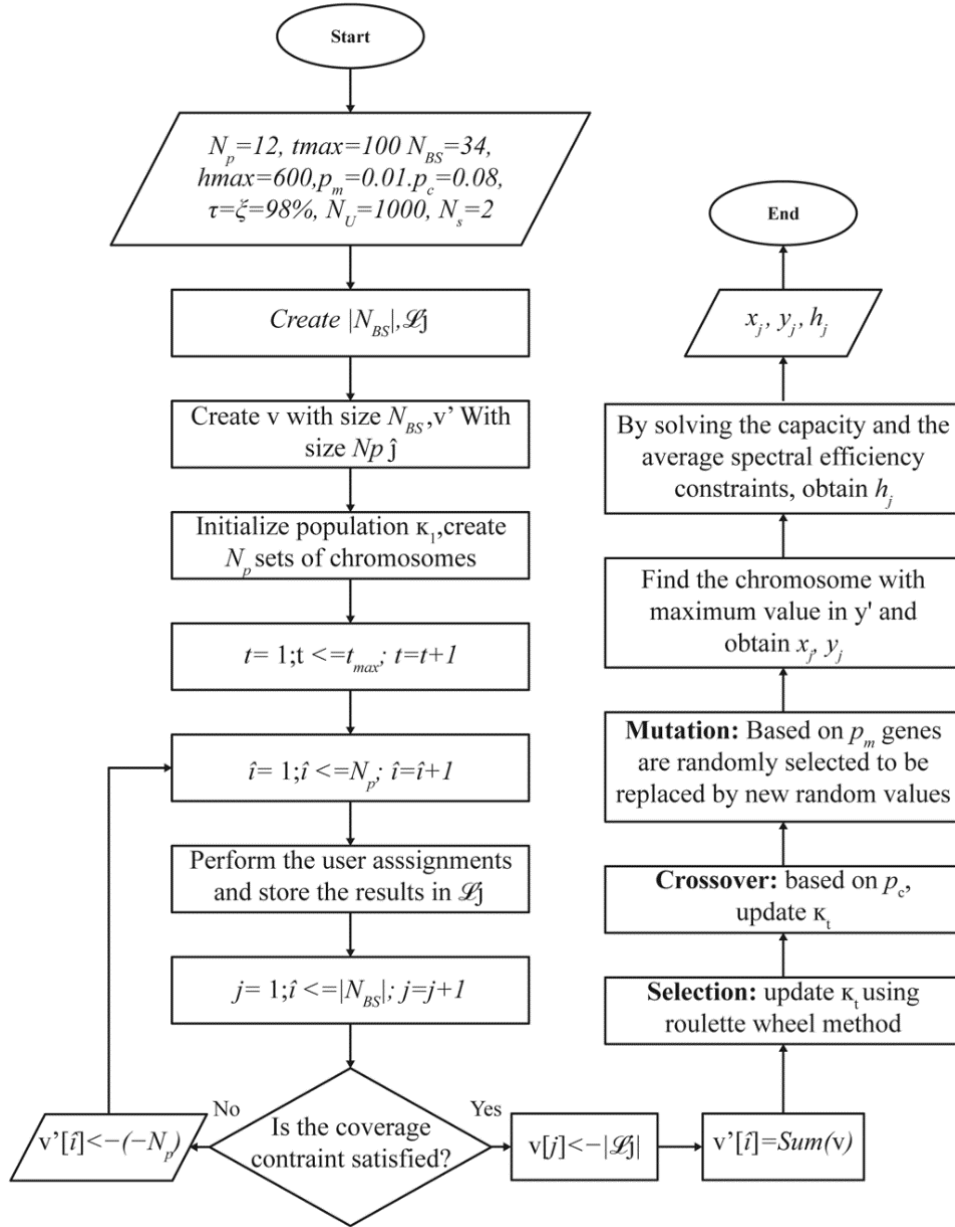 Start
N_p=12, tmax=100 N_BS=34,
hmax=600,p_m=0.01.p_c=0.08,
τ=ξ=98%, N_U=1000, N_s=2
Create |N_BS|,ℒj
Create v with size N_BS,v’ With
size Np ĵ
Initialize population κ_1,create
N_p sets of chromosomes
t= 1;t <=t_max; t=t+1
î= 1;î <=N_p; î=î+1
Perform the user asssignments
and store the results in ℒj
j= 1;î <=|N_BS|; j=j+1
Is the coverage
contraint satisfied?
No
v’[î]<−(−N_p)
Yes
v[j]<−|ℒj|
v’[î]=Sum(v)
Selection: update κ_t using
roulette wheel method
Crossover: based on p_c,
update κ_t
Mutation: Based on p_m genes
are randomly selected to be
replaced by new random values
Find the chromosome with
maximum value in y' and
obtain x_j, y_j
By solving the capacity and the
average spectral efficiency
constraints, obtain h_j
x_j, y_j, h_j
End